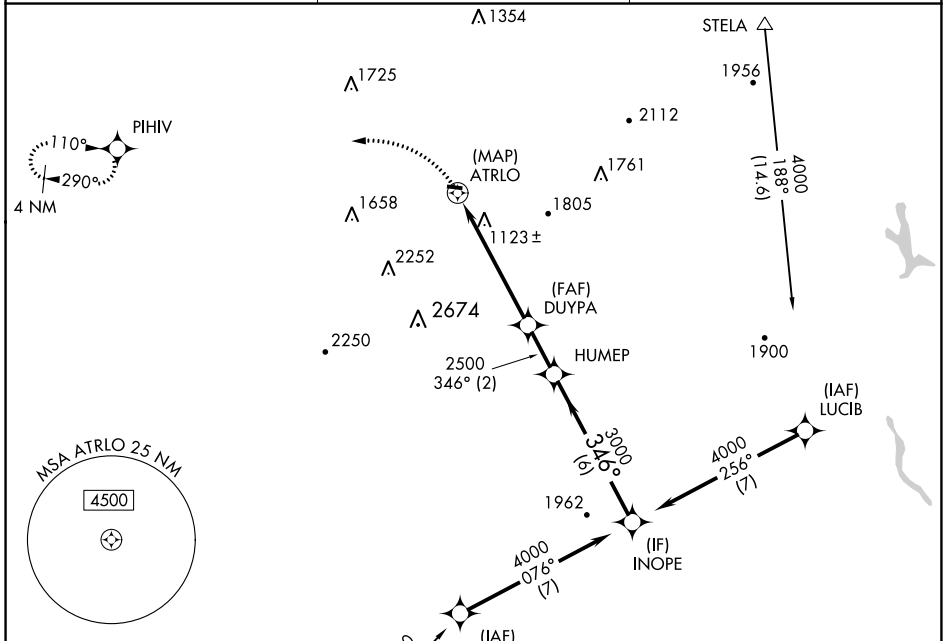 1354
STELA
1725
1956
2112
110°
PIHIV
290°
4 NM
(MAP)
ATRLO
1761
4000
188°
(14.6)
1658
1805
1123±
2252
(FAF)
DUYPA
2674
2250
HUMEP
2500
346° (2)
1900
(IAF)
LUCIB
3000
346°
(6)
4000
256°
(7)
MSA ATRLO 25 NM
4500
1962
(IF)
INOPE
4000
076°
(7)
(IAF)